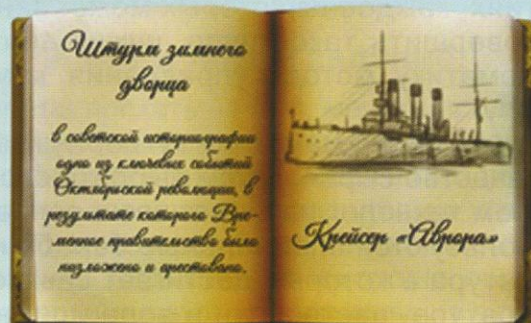 Штурм зимнего
дворца
в советской историографии
одно из ключевых событий
Октябрьской революции, в
результате которого Вре-
менное правительство было
низложено и арестовано.
Крейсер «Аврора»